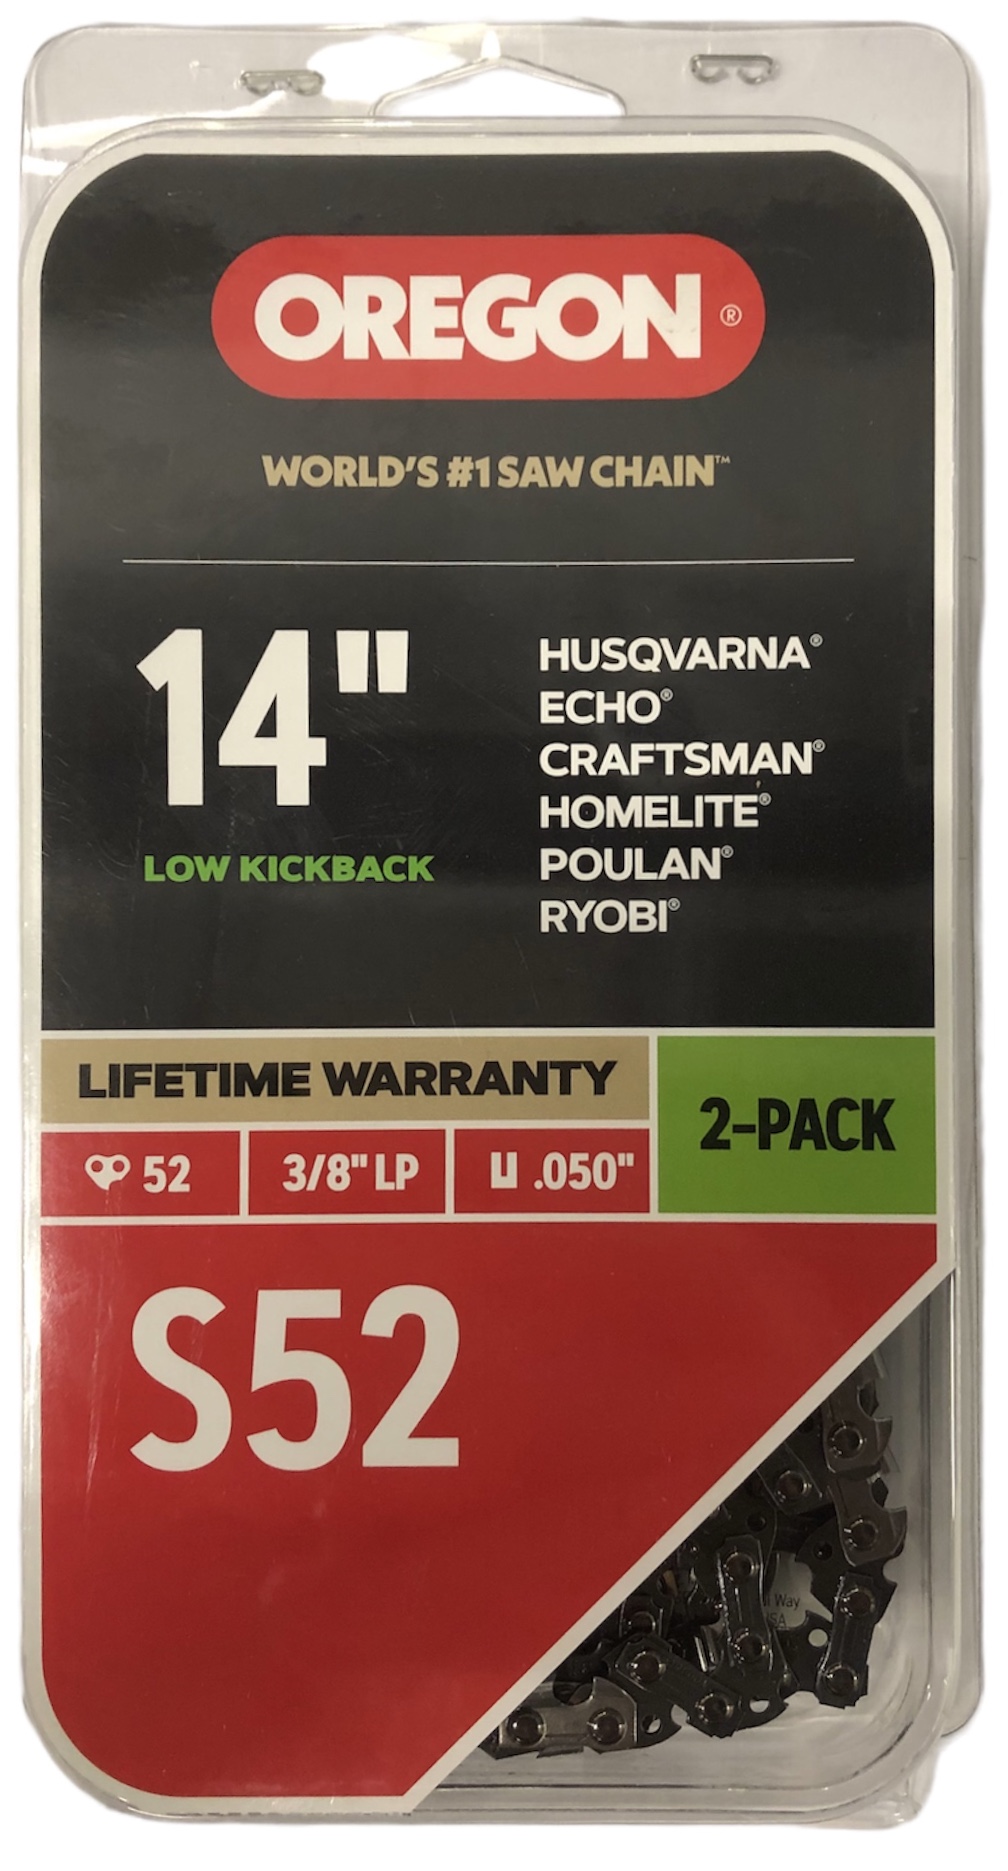 OREGON®
WORLD'S #1 SAW CHAIN™
14"
LOW KICKBACK
HUSQVARNA®
ECHO®
CRAFTSMAN®
HOMELITE®
POULAN®
RYOBI®
LIFETIME WARRANTY
52
3/8" LP
.050"
2-PACK
S52
Way